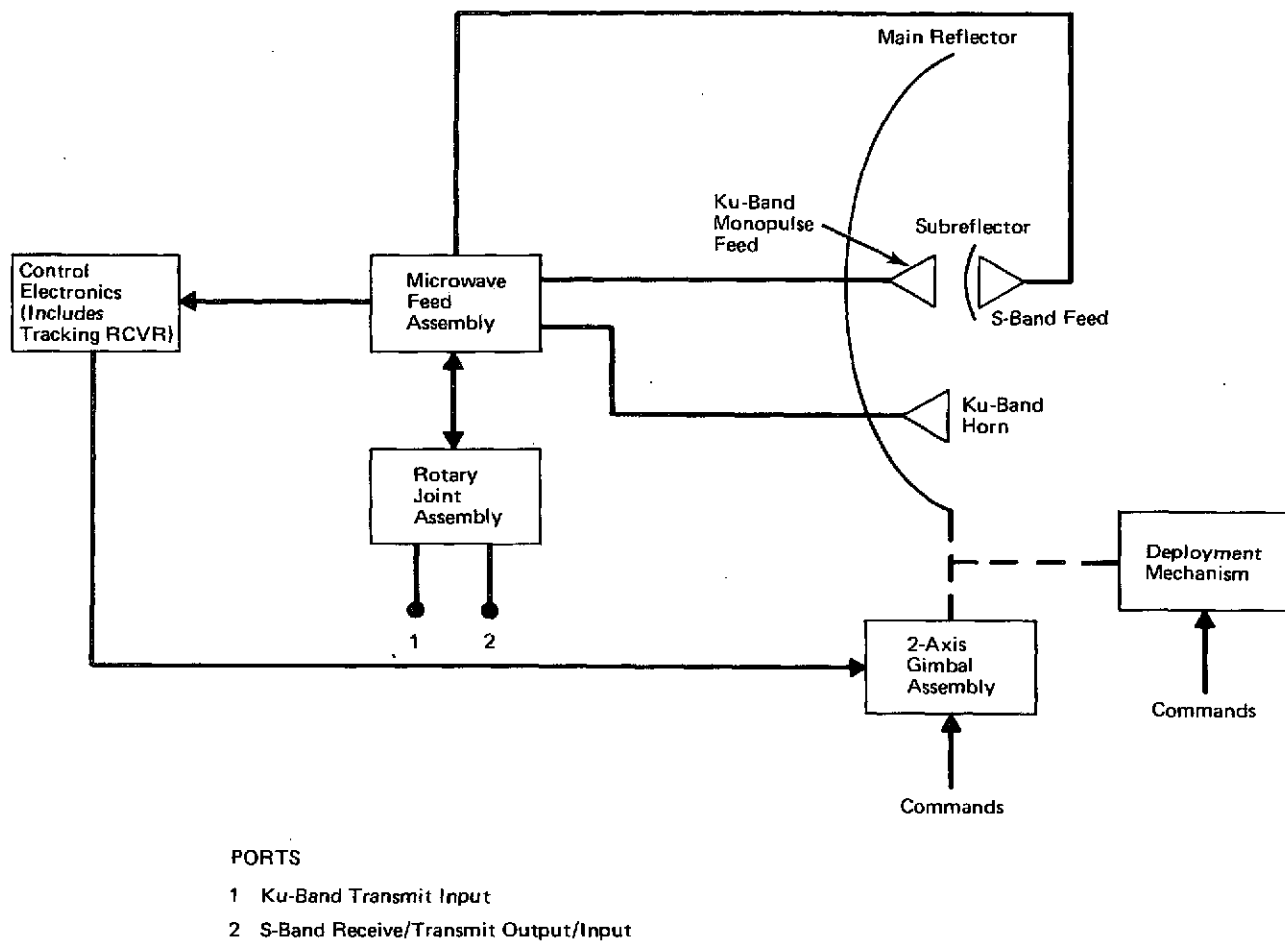 Main Reflector
Ku-Band
Monopulse
Feed
Subreflector
Control
Electronics
(Includes
Tracking RCVR)
Microwave
Feed
Assembly
S-Band Feed
Ku-Band
Horn
Rotary
Joint
Assembly
Deployment
Mechanism
1
2
2-Axis
Gimbal
Assembly
Commands
Commands
PORTS
1 Ku-Band Transmit Input
2 S-Band Receive/Transmit Output/Input